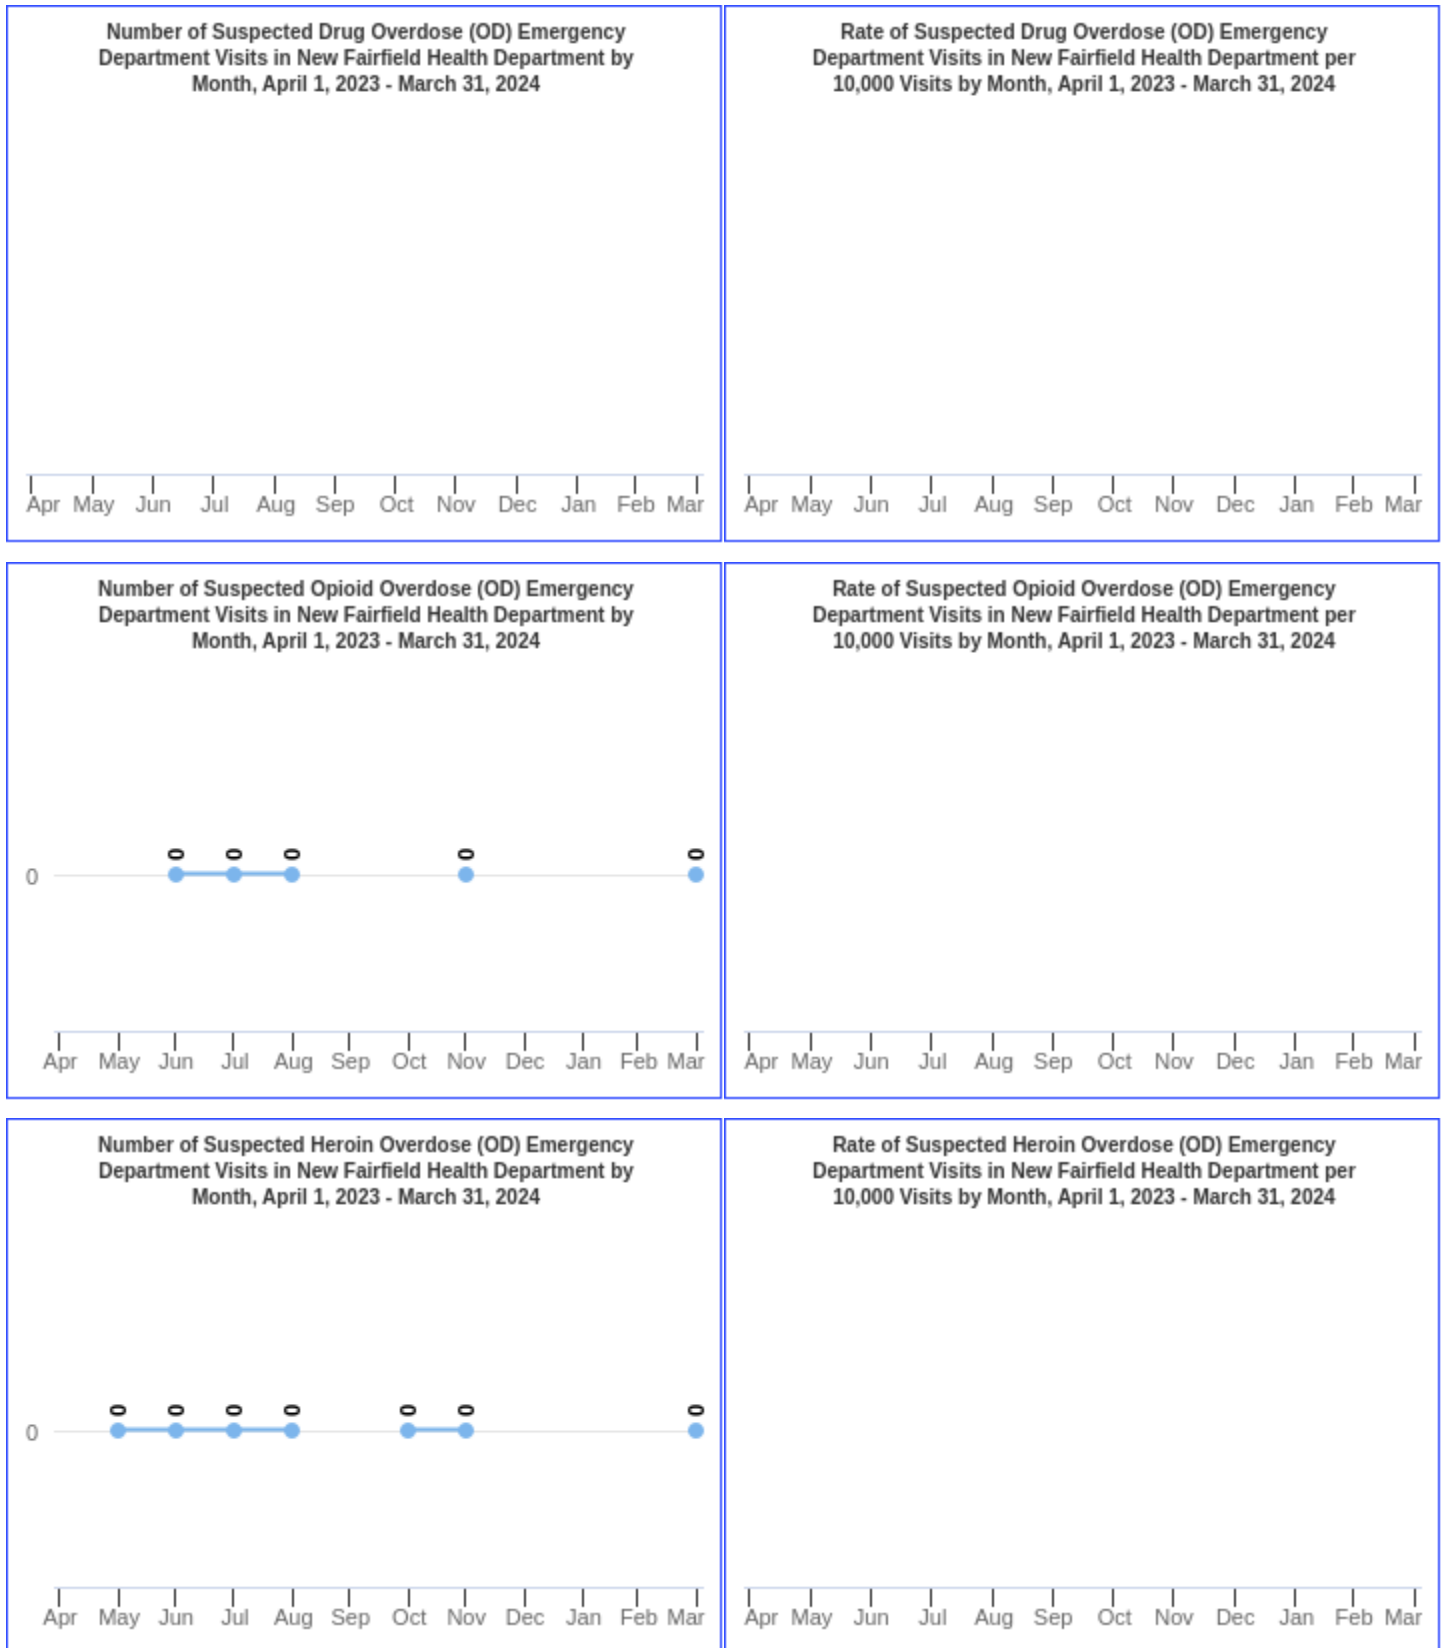 Number of Suspected Drug Overdose (OD) Emergency
Department Visits in New Fairfield Health Department by
Month, April 1, 2023 - March 31, 2024
Apr May Jun Jul Aug Sep Oct Nov Dec Jan Feb Mar
Rate of Suspected Drug Overdose (OD) Emergency
Department Visits in New Fairfield Health Department per
10,000 Visits by Month, April 1, 2023 - March 31, 2024
Apr May Jun Jul Aug Sep Oct Nov Dec Jan Feb Mar
Number of Suspected Opioid Overdose (OD) Emergency
Department Visits in New Fairfield Health Department by
Month, April 1, 2023 - March 31, 2024
0 0 0 0 0
0
Apr May Jun Jul Aug Sep Oct Nov Dec Jan Feb Mar
Rate of Suspected Opioid Overdose (OD) Emergency
Department Visits in New Fairfield Health Department per
10,000 Visits by Month, April 1, 2023 - March 31, 2024
Apr May Jun Jul Aug Sep Oct Nov Dec Jan Feb Mar
Number of Suspected Heroin Overdose (OD) Emergency
Department Visits in New Fairfield Health Department by
Month, April 1, 2023 - March 31, 2024
0 0 0 0 0 0 0
0
Apr May Jun Jul Aug Sep Oct Nov Dec Jan Feb Mar
Rate of Suspected Heroin Overdose (OD) Emergency
Department Visits in New Fairfield Health Department per
10,000 Visits by Month, April 1, 2023 - March 31, 2024
Apr May Jun Jul Aug Sep Oct Nov Dec Jan Feb Mar